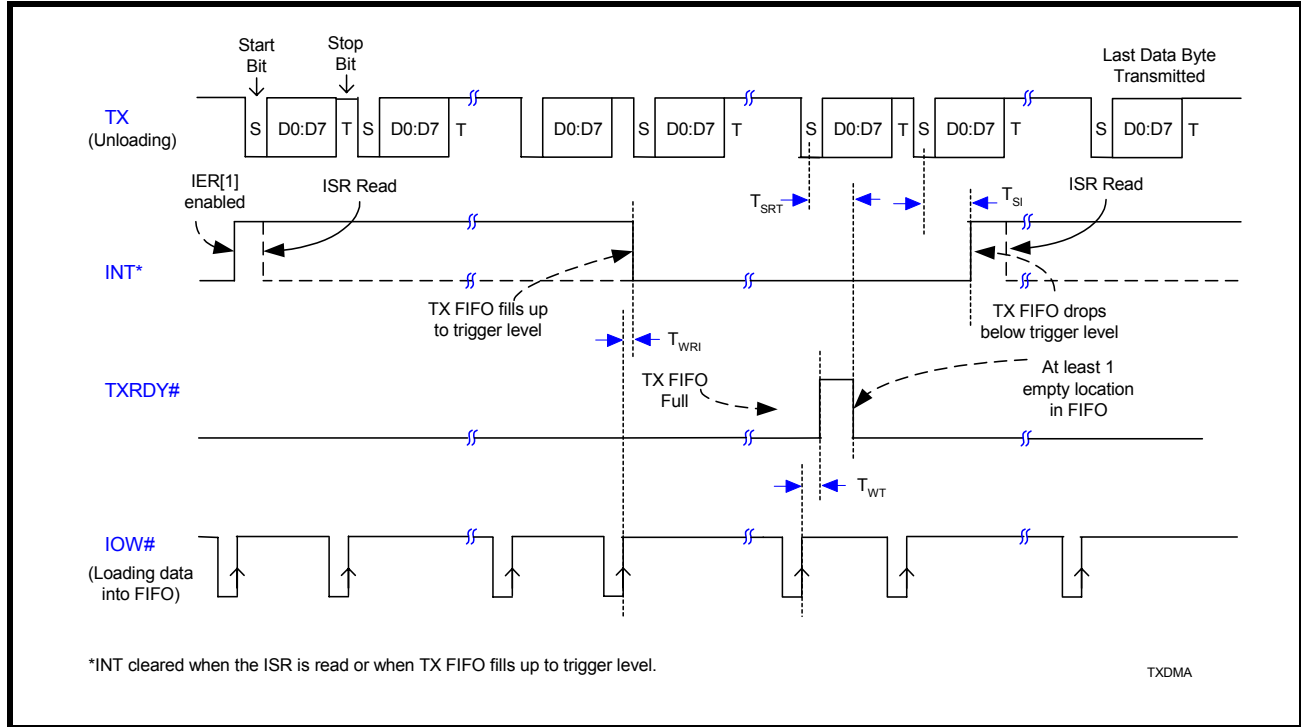 Start
Bit
Stop
Bit
Last Data Byte
Transmitted
TX
(Unloading)
S
D0:D7
T
S
D0:D7
T
D0:D7
S
D0:D7
T
S
D0:D7
T
S
D0:D7
T
S
D0:D7
T
IER[1]
enabled
ISR Read
TSRT
TSI
ISR Read
INT*
TX FIFO fills up
to trigger level
TX FIFO drops
below trigger level
TWRI
TXRDY#
TX FIFO
Full
At least 1
empty location
in FIFO
TWT
IOW#
(Loading data
into FIFO)
*INT cleared when the ISR is read or when TX FIFO fills up to trigger level.
TXDMA